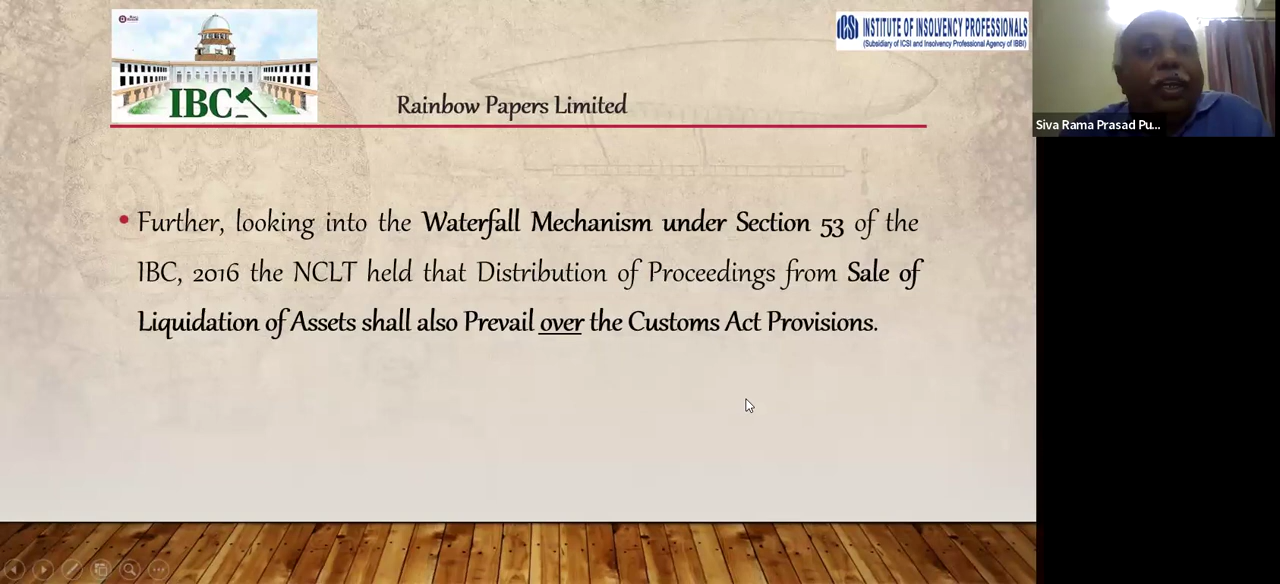 IBC
ICSI INSTITUTE OF INSOLVENCY PROFESSIONALS
(Subsidiary of ICSI and Insolvency Professional Agency of IBBI)
Rainbow Papers Limited
Siva Rama Prasad Pu...
• Further, looking into the Waterfall Mechanism under Section 53 of the
IBC, 2016 the NCLT held that Distribution of Proceedings from Sale of
Liquidation of Assets shall also Prevail over the Customs Act Provisions.